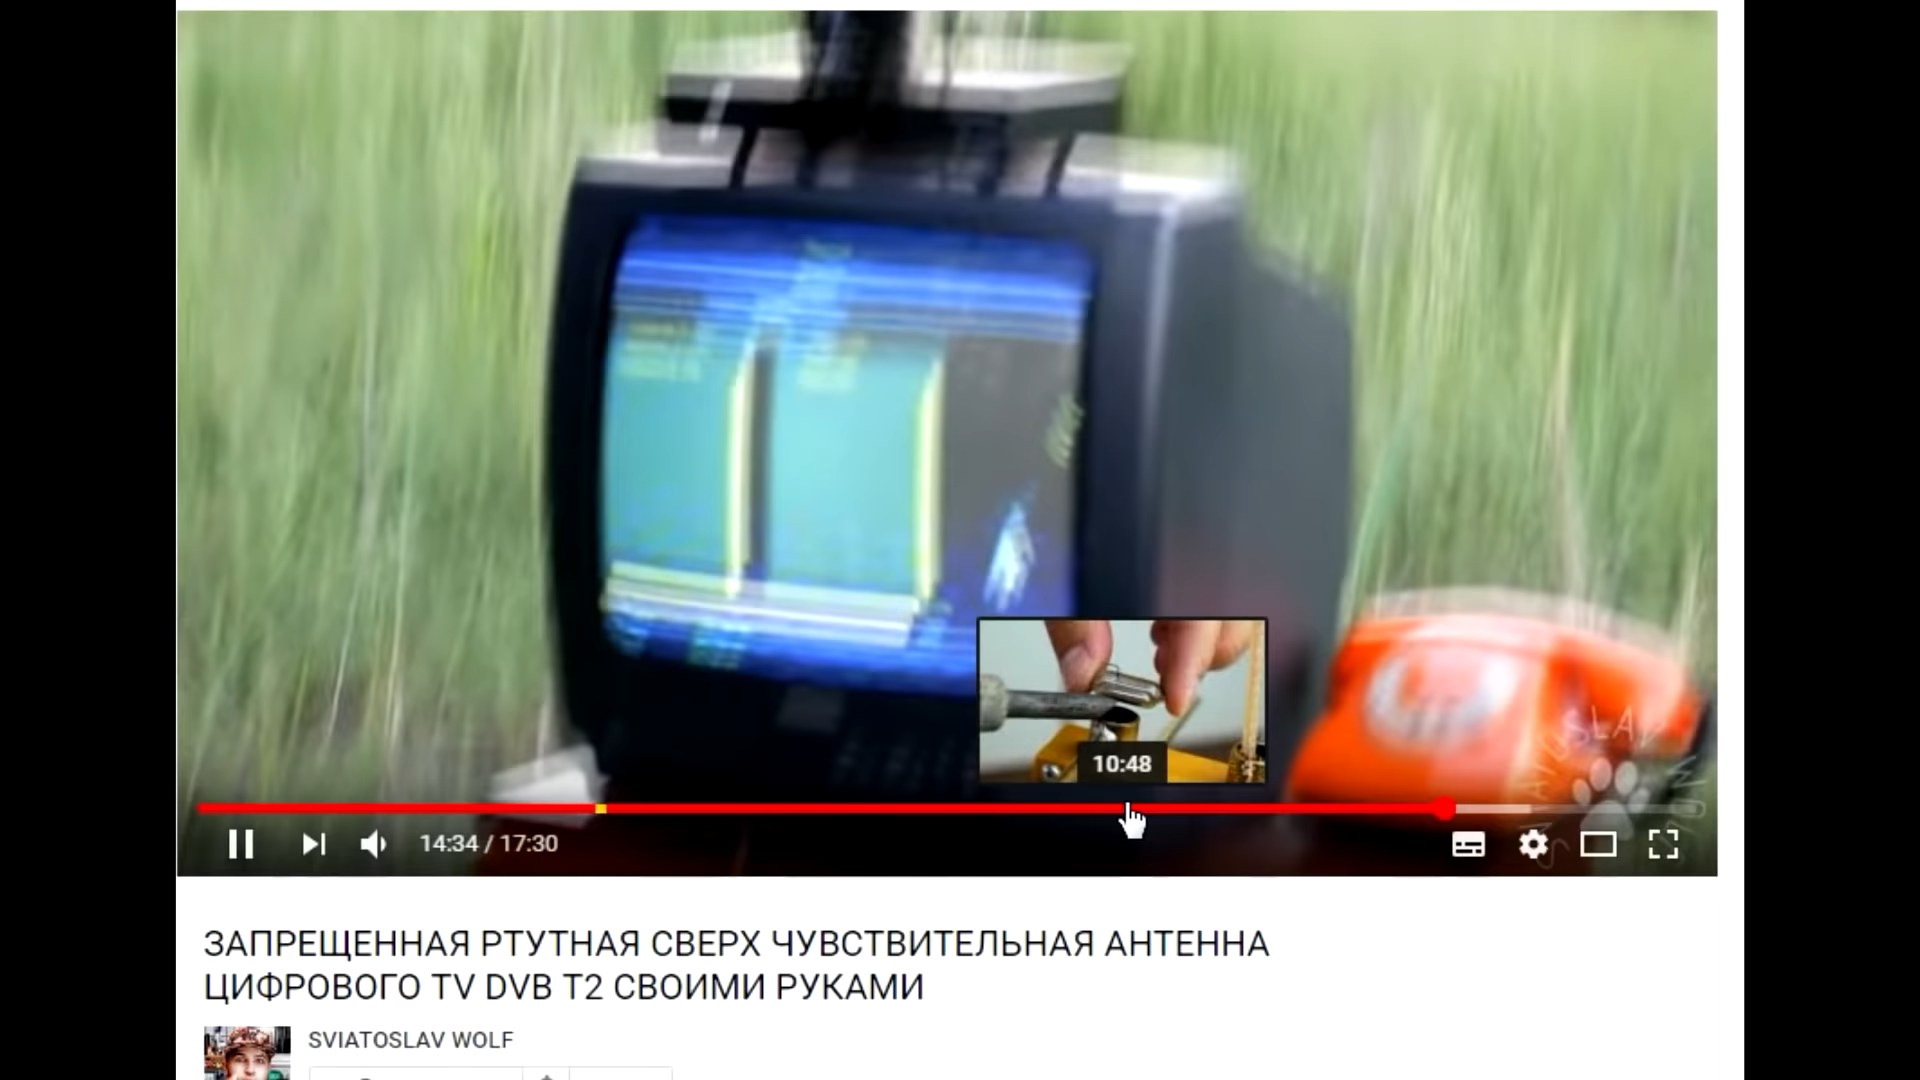 10:48
14:34 / 17:30
ЗАПРЕЩЕННАЯ РТУТНАЯ СВЕРХ ЧУВСТВИТЕЛЬНАЯ АНТЕННА
ЦИФРОВОГО TV DVB T2 СВОИМИ РУКАМИ
SVIATOSLAV WOLF